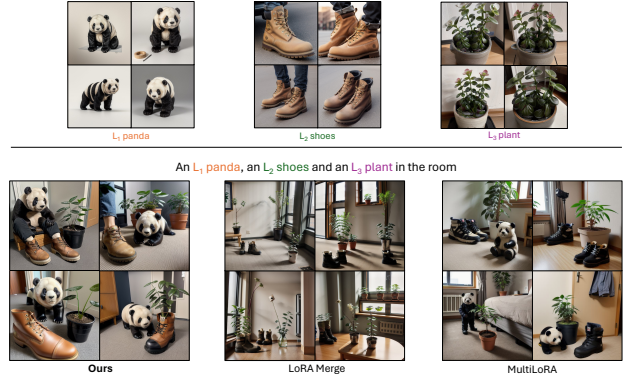 L₁ panda
L₂ shoes
L₃ plant
An L₁ panda, an L₂ shoes and an L₃ plant in the room
Ours
LoRA Merge
MultiLoRA